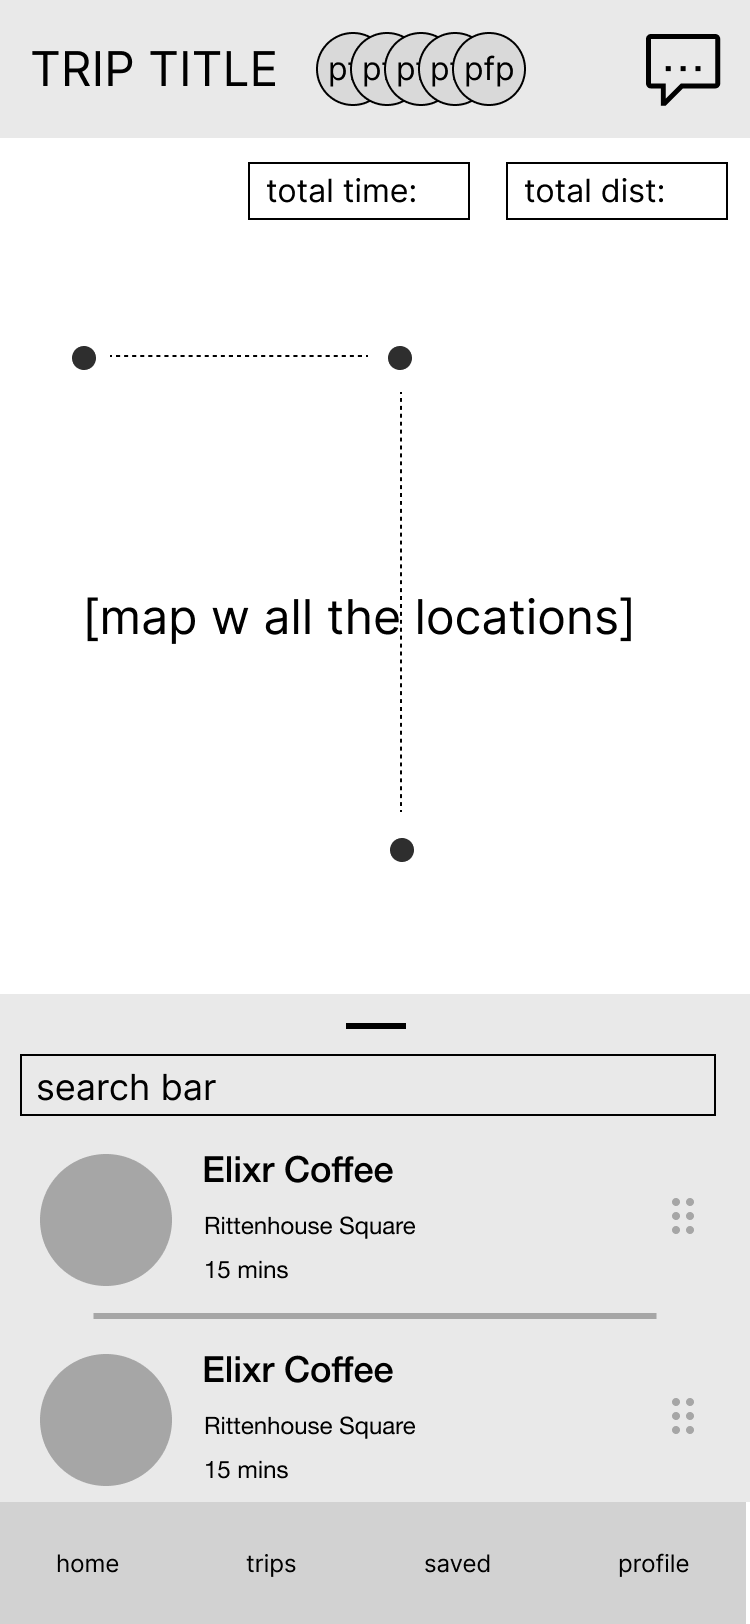 TRIP TITLE
pfp
total time:
total dist:
[map w all the locations]
search bar
Elixr Coffee
Rittenhouse Square
15 mins
Elixr Coffee
Rittenhouse Square
15 mins
home
trips
saved
profile